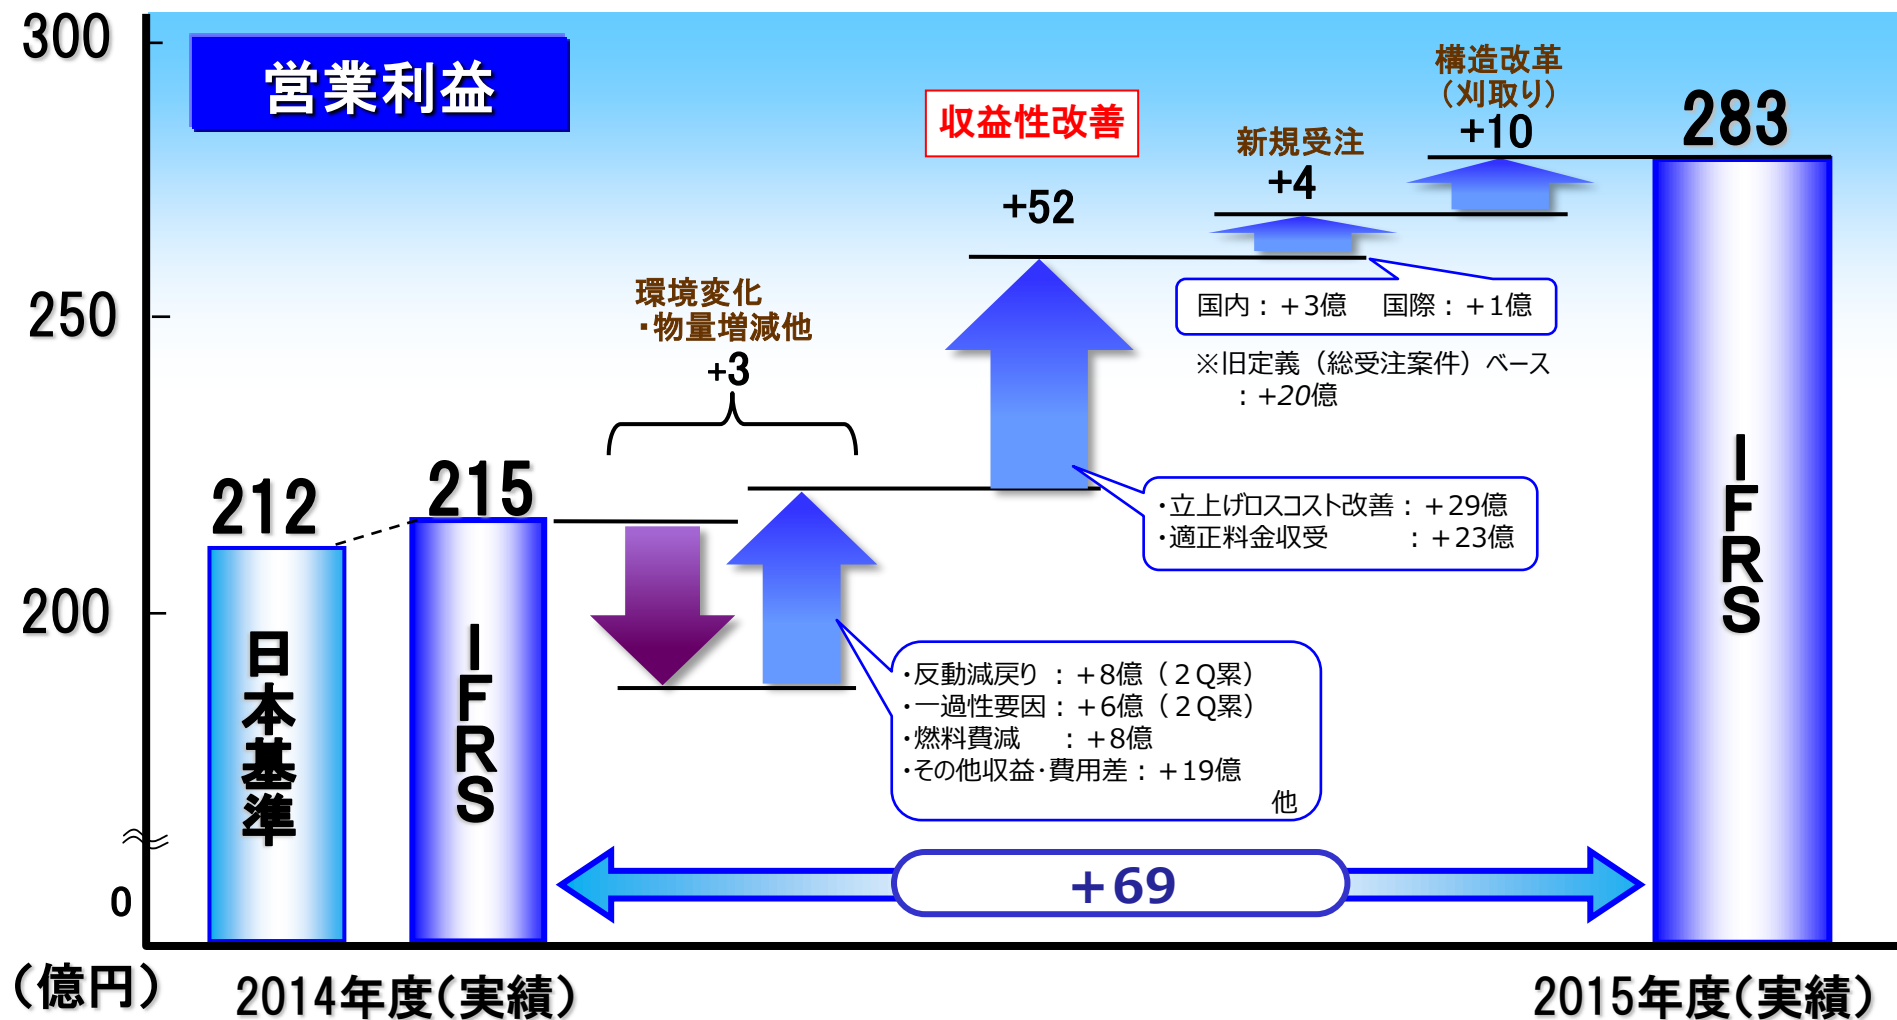 300
250
200
0
(億円)
営業利益
212
日本基準
215
IFRS
2014年度(実績)
環境変化
・物量増減他
+3
・反動減戻り：+8億（2Q累）
・一過性要因：+6億（2Q累）
・燃料費減　：+8億
・その他収益・費用差：+19億
他
収益性改善
+52
・立上げロスコスト改善：+29億
・適正料金収受　　　：+23億
新規受注
+4
国内：+3億　国際：+1億
※旧定義（総受注案件）ベース
：+20億
構造改革
（刈取り）
+10
+69
283
IFRS
2015年度(実績)